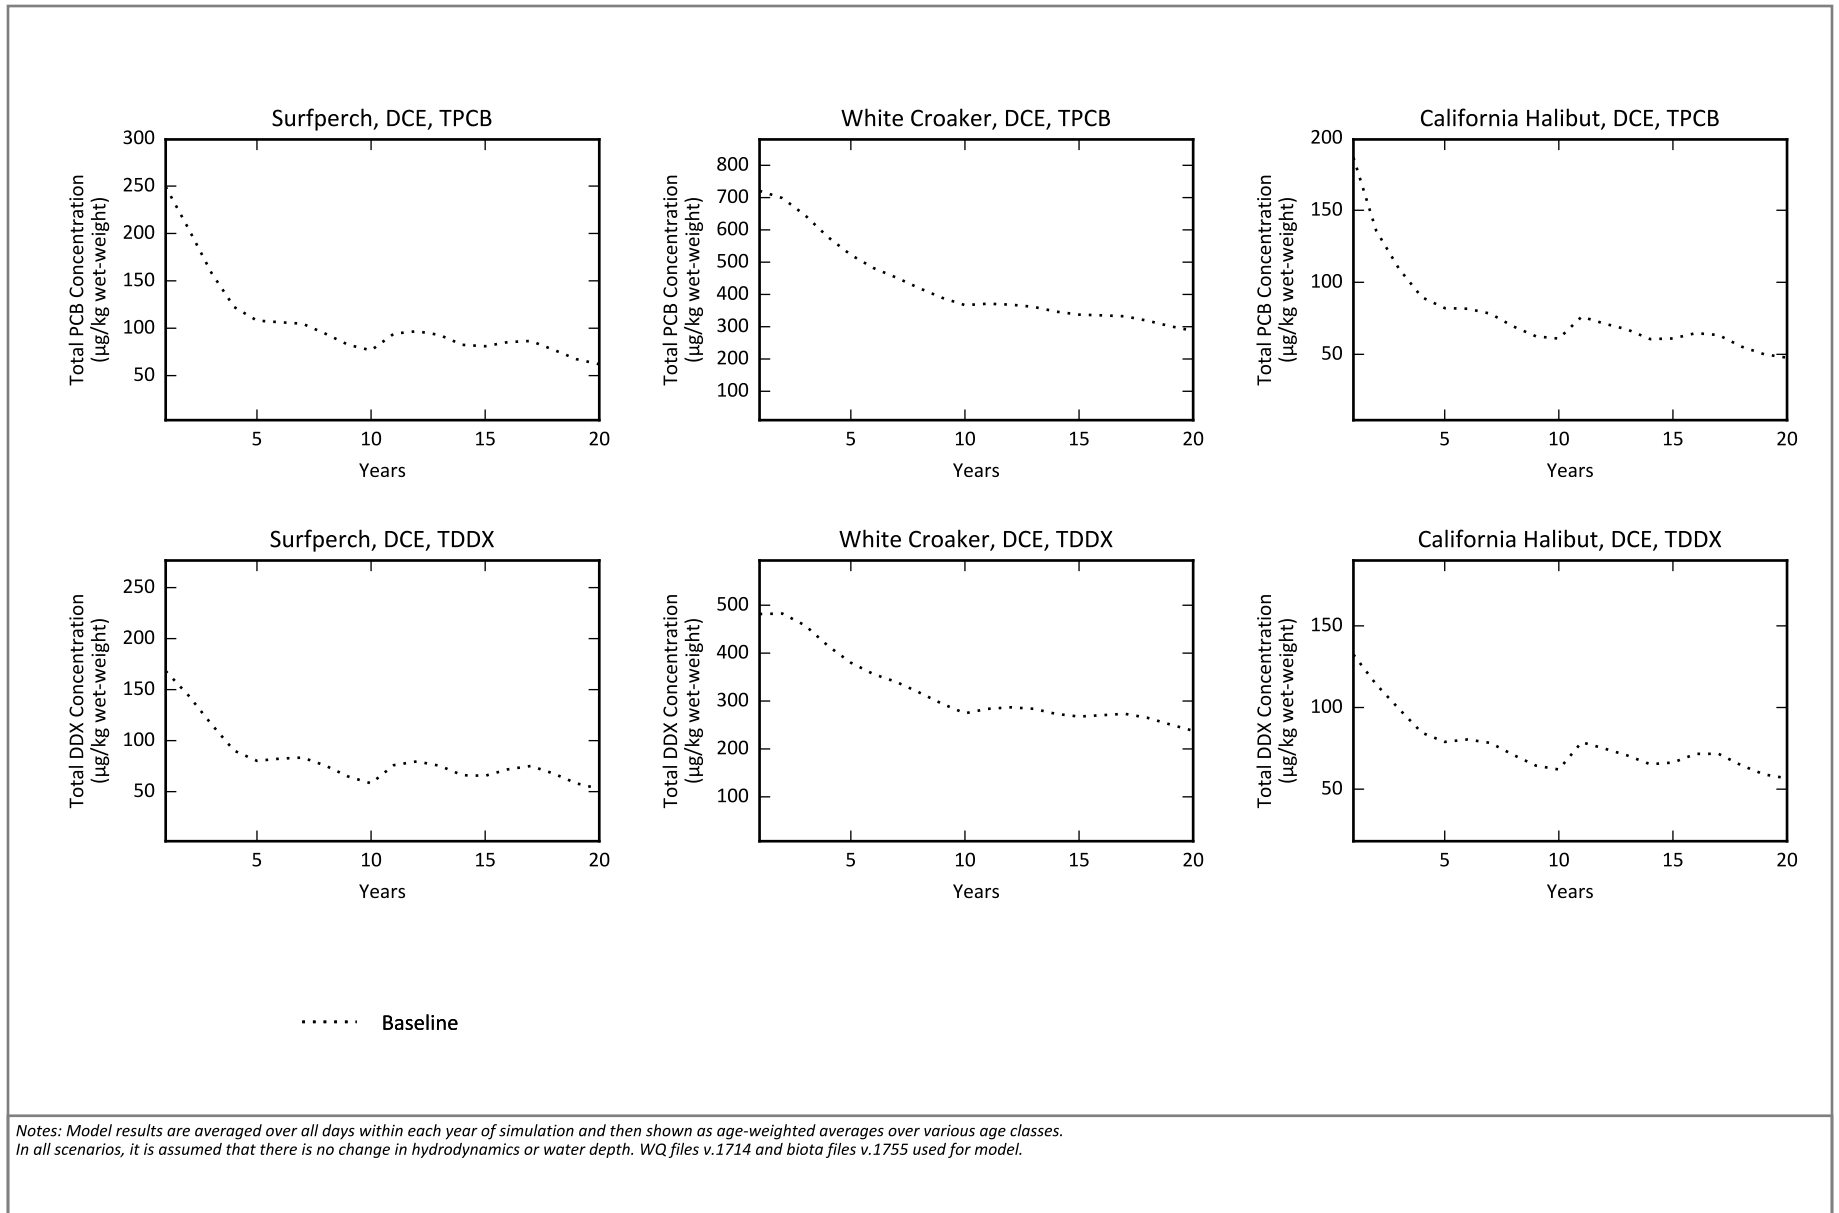 Surfperch, DCE, TPCB
300
250
200
150
100
50
5 10 15 20
Years
Total PCB Concentration
(µg/kg wet-weight)
White Croaker, DCE, TPCB
800
700
600
500
400
300
200
100
5 10 15 20
Years
Total PCB Concentration
(µg/kg wet-weight)
California Halibut, DCE, TPCB
200
150
100
50
5 10 15 20
Years
Total PCB Concentration
(µg/kg wet-weight)
Surfperch, DCE, TDDX
250
200
150
100
50
5 10 15 20
Years
Total DDX Concentration
(µg/kg wet-weight)
White Croaker, DCE, TDDX
500
400
300
200
100
5 10 15 20
Years
Total DDX Concentration
(µg/kg wet-weight)
California Halibut, DCE, TDDX
150
100
50
5 10 15 20
Years
Total DDX Concentration
(µg/kg wet-weight)
Baseline
Notes: Model results are averaged over all days within each year of simulation and then shown as age-weighted averages over various age classes.
In all scenarios, it is assumed that there is no change in hydrodynamics or water depth. WQ files v.1714 and biota files v.1755 used for model.